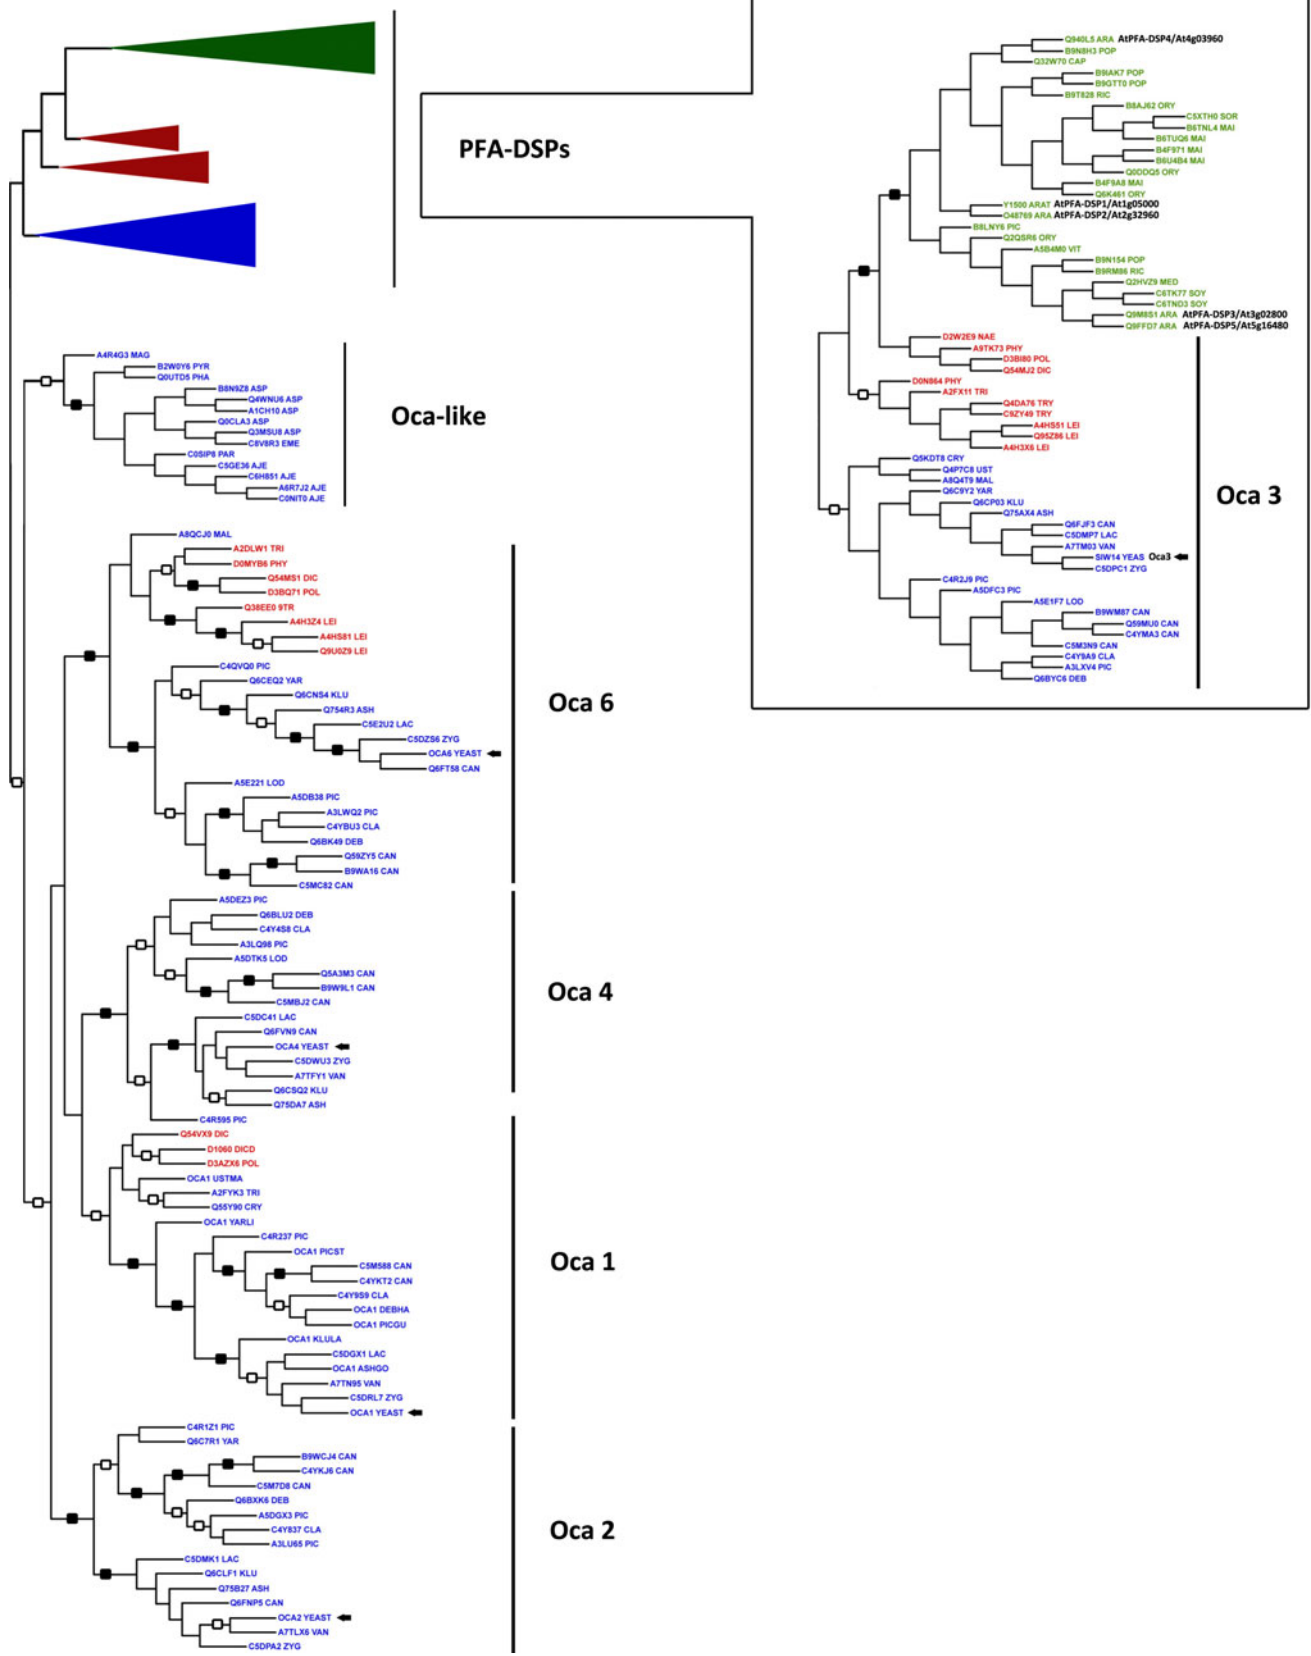 PFA-DSPs
A4R4G3 MAG
B2W0Y6 PYR
Q0UTD5 PHA
B8N9Z8 ASP
Q4WNU6 ASP
A1CH10 ASP
Q0CLA3 ASP
Q3MSU8 ASP
C8V8R3 EME
C0SIP8 PAR
C5GE36 AJE
C6H851 AJE
A6R7J2 AJE
C0NIT0 AJE
Oca-like
A8QCJ0 MAL
A2DLW1 TRI
D0MYB6 PHY
Q54MS1 DIC
D3BQ71 POL
Q38EE0 9TR
A4H3Z4 LEI
A4HS81 LEI
Q9U0Z9 LEI
C4QVQ0 PIC
Q6CEQ2 YAR
Q6CNS4 KLU
Q754R3 ASH
C5E2U2 LAC
C5DZS6 ZYG
OCA6 YEAST
Q6FT58 CAN
A5E221 LOD
A5DB38 PIC
A3LWQ2 PIC
C4YBU3 CLA
Q6BK49 DEB
Q59ZY5 CAN
B9WA16 CAN
C5MC82 CAN
Oca 6
A5DEZ3 PIC
Q6BLU2 DEB
C4Y4S8 CLA
A3LQ98 PIC
A5DTK5 LOD
Q5A3M3 CAN
B9W9L1 CAN
C5MBJ2 CAN
C5DC41 LAC
Q6FVN9 CAN
OCA4 YEAST
C5DWU3 ZYG
A7TFY1 VAN
Q6CSQ2 KLU
Q75DA7 ASH
C4R595 PIC
Oca 4
Q54VX9 DIC
D1060 DICD
D3AZX6 POL
OCA1 USTMA
A2FYK3 TRI
Q55Y90 CRY
OCA1 YARLI
C4R237 PIC
OCA1 PICST
C5M588 CAN
C4YKT2 CAN
C4Y9S9 CLA
OCA1 DEBHA
OCA1 PICGU
OCA1 KLULA
C5DGX1 LAC
OCA1 ASHGO
A7TN95 VAN
C5DRL7 ZYG
OCA1 YEAST
Oca 1
C4R1Z1 PIC
Q6C7R1 YAR
B9WCJ4 CAN
C4YKJ6 CAN
C5M7D8 CAN
Q6BXK6 DEB
A5DGX3 PIC
C4Y837 CLA
A3LU65 PIC
C5DMK1 LAC
Q6CLF1 KLU
Q75B27 ASH
Q6FNP5 CAN
OCA2 YEAST
A7TLX6 VAN
C5DPA2 ZYG
Oca 2
Q940L5 ARA AtPFA-DSP4/At4g03960
B9N8H3 POP
Q32W70 CAP
B9IAK7 POP
B9GTT0 POP
B9T828 RIC
B8AJ62 ORY
C5XTH0 SOR
B6TNL4 MAI
B6TUQ6 MAI
B4F971 MAI
B6U4B4 MAI
Q0DDQ5 ORY
B4F9A8 MAI
Q6K461 ORY
Y1500 ARAT AtPFA-DSP1/At1g05000
O48769 ARA AtPFA-DSP2/At2g32960
B8LNY6 PIC
Q2QSR6 ORY
A5B4M0 VIT
B9N154 POP
B9RM86 RIC
Q2HVZ9 MED
C6TK77 SOY
C6TND3 SOY
Q9M8S1 ARA AtPFA-DSP3/At3g02800
Q9FFD7 ARA AtPFA-DSP5/At5g16480
D2W2E9 NAE
A9TK73 PHY
D3BI80 POL
Q54MJ2 DIC
D0N864 PHY
A2FX11 TRI
Q4DA76 TRY
C9ZY49 TRY
A4HS51 LEI
Q95Z86 LEI
A4H3X6 LEI
Q5KDT8 CRY
Q4P7C8 UST
A8Q4T9 MAL
Q6C9Y2 YAR
Q6CP03 KLU
Q75AX4 ASH
Q6FJF3 CAN
C5DMP7 LAC
A7TM03 VAN
SIW14 YEAS Oca3
C5DPC1 ZYG
C4R2J9 PIC
A5DFC3 PIC
A5E1F7 LOD
B9WM87 CAN
Q59MU0 CAN
C4YMA3 CAN
C5M3N9 CAN
C4Y9A9 CLA
A3LXV4 PIC
Q6BYC6 DEB
Oca 3